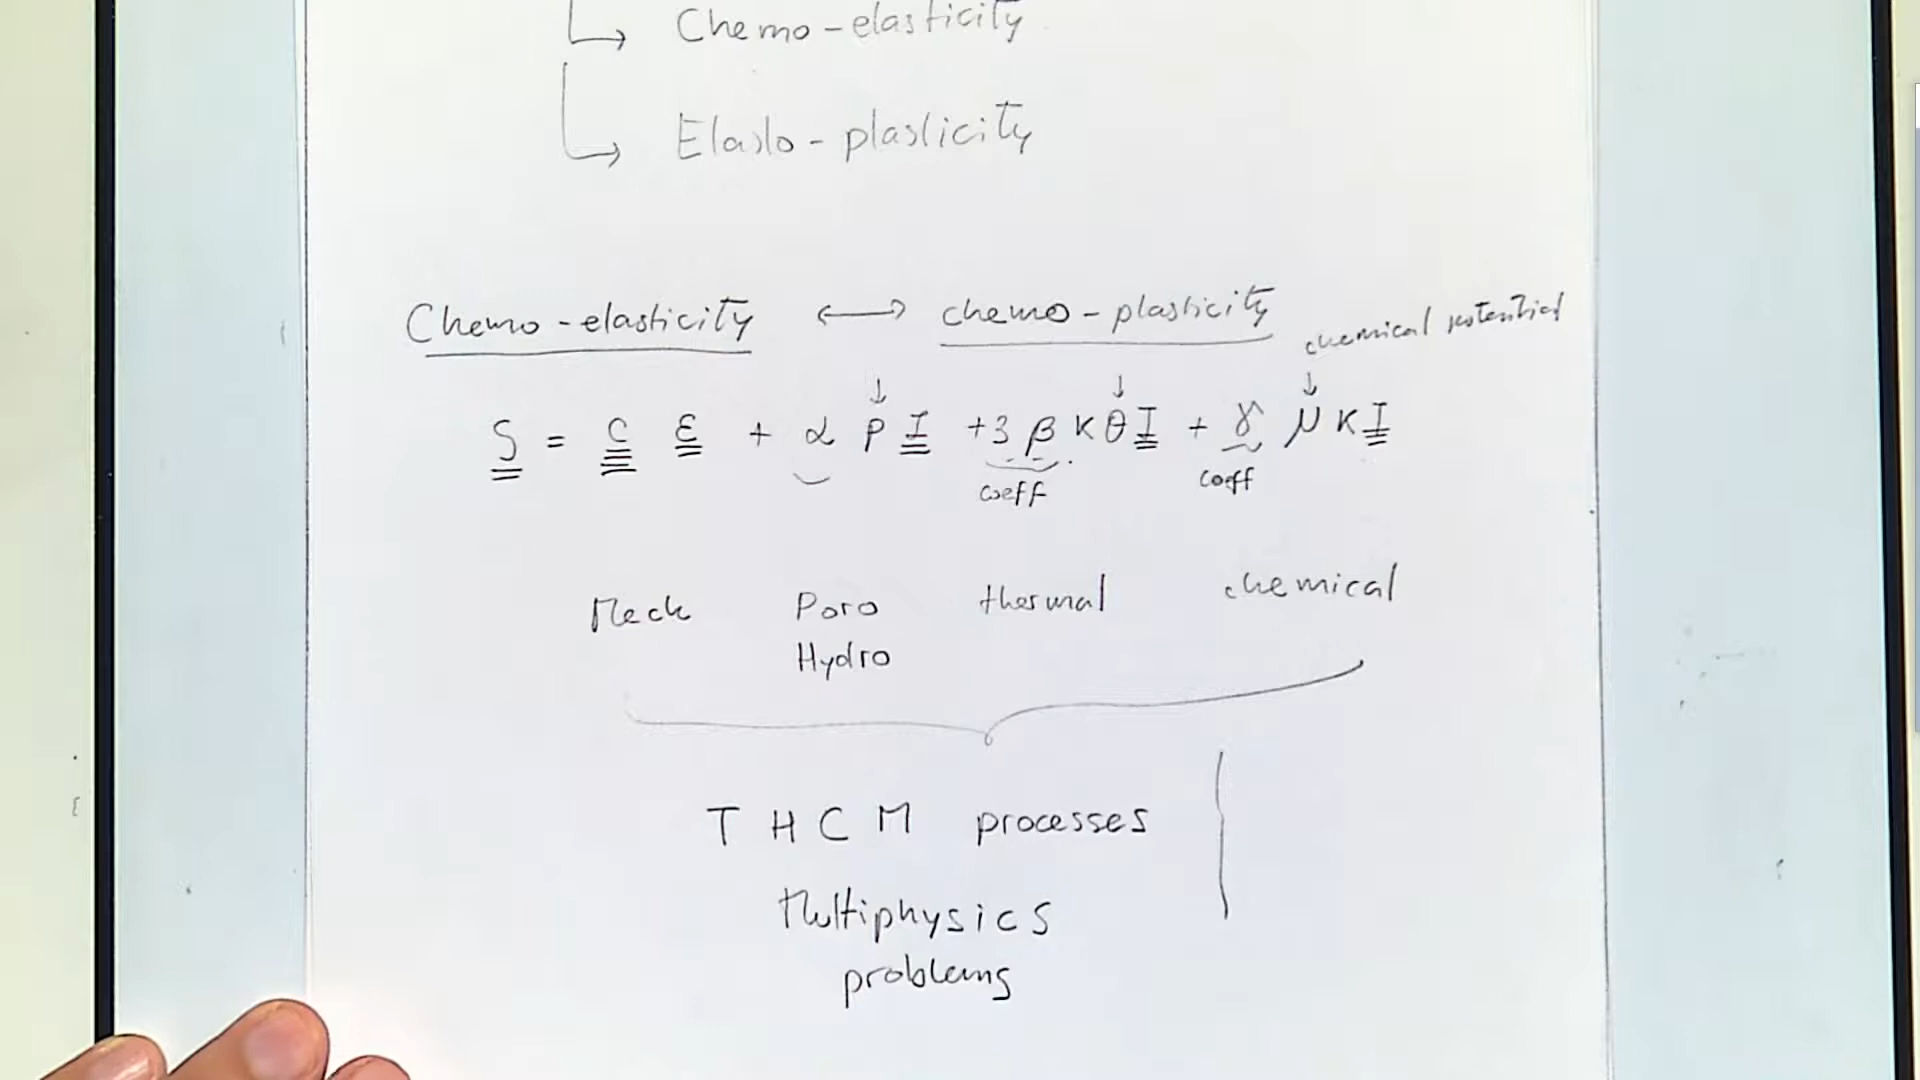 ↳ Chemo-elasticity
↳ Elasto-plasticity
Chemo-elasticity ⟷ chemo-plasticity
chemical potential
↓ ↓ ↓
S = C ε + α P I + 3 β K θ I + γ μ K I
coeff coeff
Mech Poro thermal chemical
Hydro
T H C M processes
Multiphysics
problems